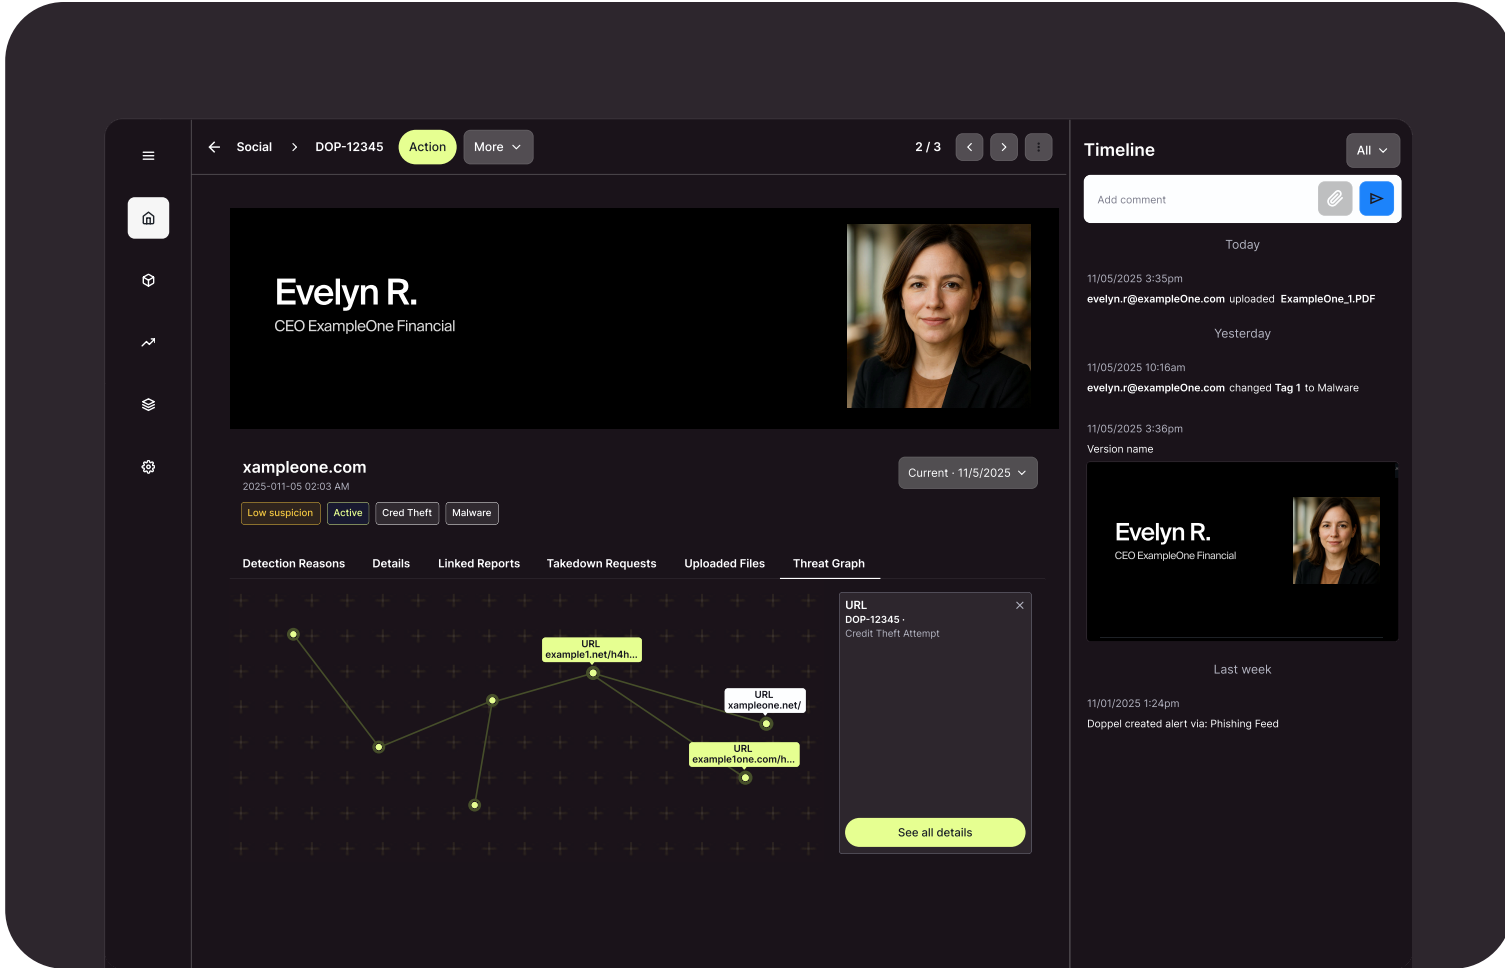 Social
DOP-12345
Action
More
2 / 3
Evelyn R.
CEO ExampleOne Financial
xampleone.com
2025-011-05 02:03 AM
Current · 11/5/2025
Low suspicion
Active
Cred Theft
Malware
Detection Reasons
Details
Linked Reports
Takedown Requests
Uploaded Files
Threat Graph
URL
example1.net/h4h...
URL
xampleone.net/
URL
example1one.com/h...
URL
DOP-12345 ·
Credit Theft Attempt
See all details
Timeline
All
Add comment
Today
11/05/2025 3:35pm
evelyn.r@exampleOne.com uploaded ExampleOne_1.PDF
Yesterday
11/05/2025 10:16am
evelyn.r@exampleOne.com changed Tag 1 to Malware
11/05/2025 3:36pm
Version name
Evelyn R.
CEO ExampleOne Financial
Last week
11/01/2025 1:24pm
Doppel created alert via: Phishing Feed